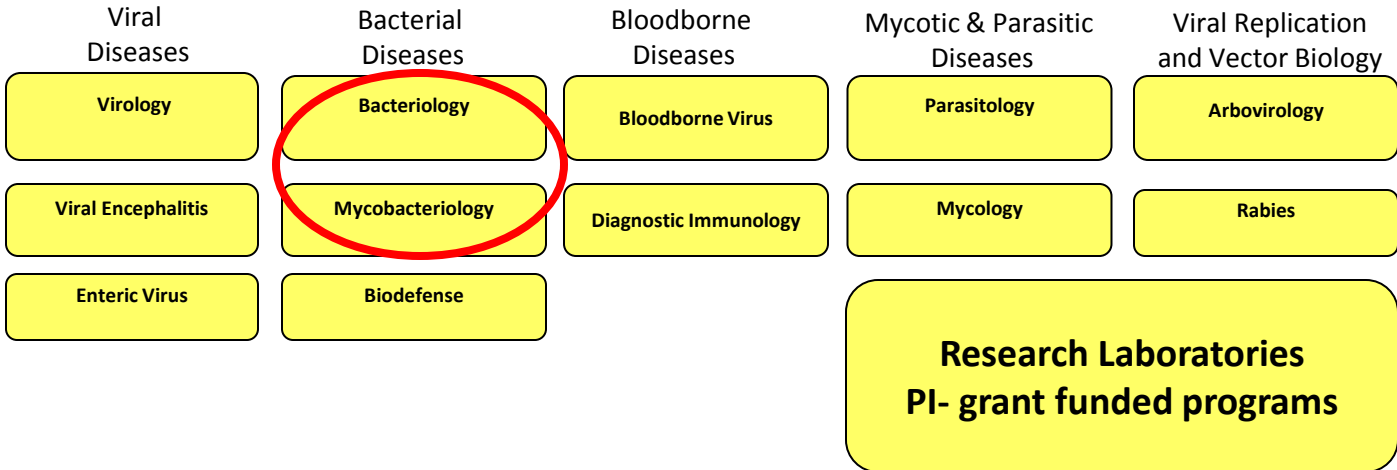 Viral
Diseases
Bacterial
Diseases
Bloodborne
Diseases
Mycotic & Parasitic
Diseases
Viral Replication
and Vector Biology
Virology
Bacteriology
Bloodborne Virus
Parasitology
Arbovirology
Viral Encephalitis
Mycobacteriology
Diagnostic Immunology
Mycology
Rabies
Enteric Virus
Biodefense
Research Laboratories
PI- grant funded programs